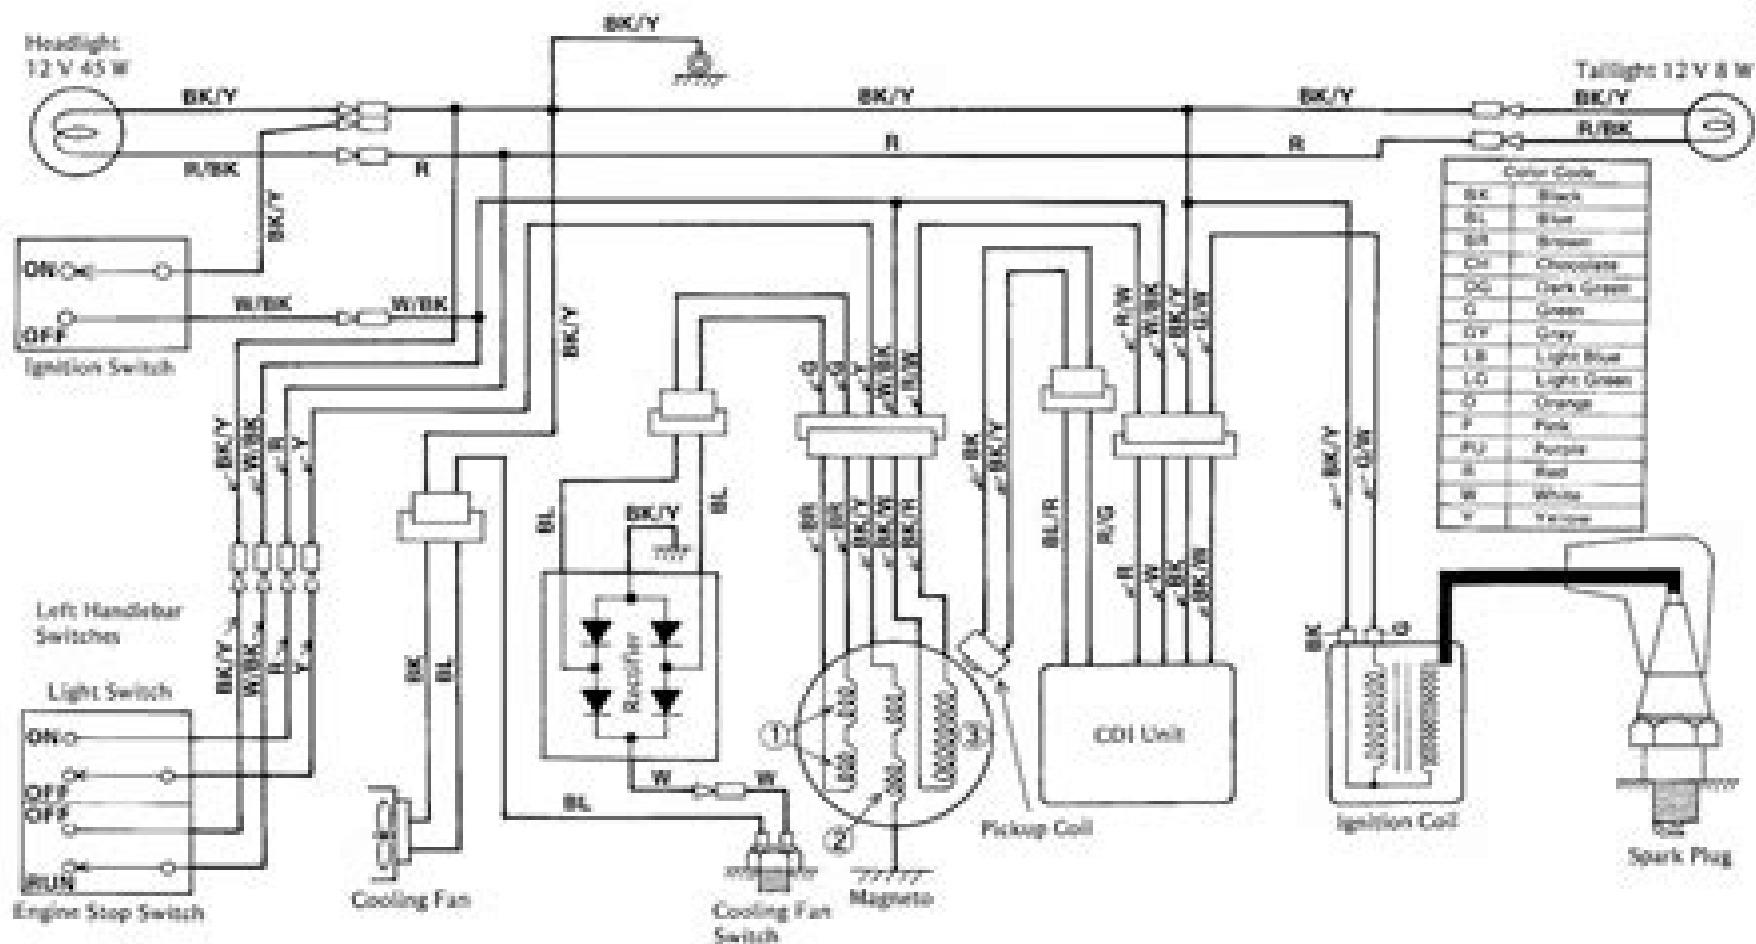 BK/Y
Headlight
12 V 45 W
Taillight 12 V 8 W
BK/Y
BK/Y
BK/Y
BK/Y
R/BK
R
R
R
R/BK
Color Code
BK Black
BL Blue
BR Brown
CH Chocolate
DG Dark Green
G Green
GY Gray
LB Light Blue
LG Light Green
O Orange
P Pink
PU Purple
R Red
W White
Y Yellow
BK/Y
ON
OFF
W/BK
W/BK
Ignition Switch
BK/Y
G
G
Y
W/BK
R/W
R/W
W/BK
BK/Y
G/W
BK/Y
W/BK
R
Y
BK
BK/Y
BK/Y
G/W
BL
BK/Y
BL
BR
BR
BK/Y
BK/W
BK/R
BL/R
R/G
R
W
BK
BK/W
Left Handlebar
Switches
BK/Y
W/BK
R
Y
BK
BL
Rectifier
BK
G
Light Switch
ON
OFF
OFF
RUN
Engine Stop Switch
1
2
3
CDI Unit
W
W
BL
Cooling Fan
Cooling Fan
Switch
Magneto
Pickup Coil
Ignition Coil
Spark Plug